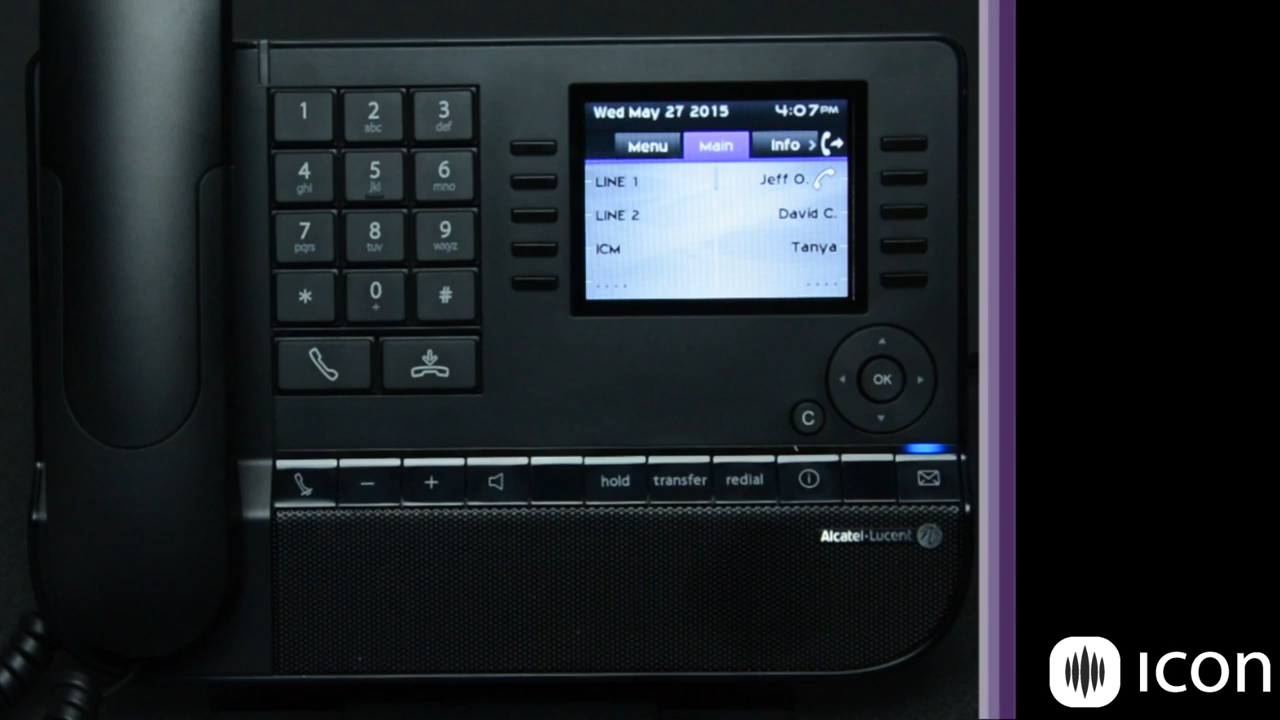 Wed May 27 2015 4:07PM
Menu Main Info >
LINE 1 Jeff O.
LINE 2 David C.
ICM Tanya
.... ....
1 2 abc 3 def
4 ghi 5 jkl 6 mno
7 pqrs 8 tuv 9 wxyz
* 0 + #
OK
C
− + hold transfer redial i
Alcatel·Lucent
icon